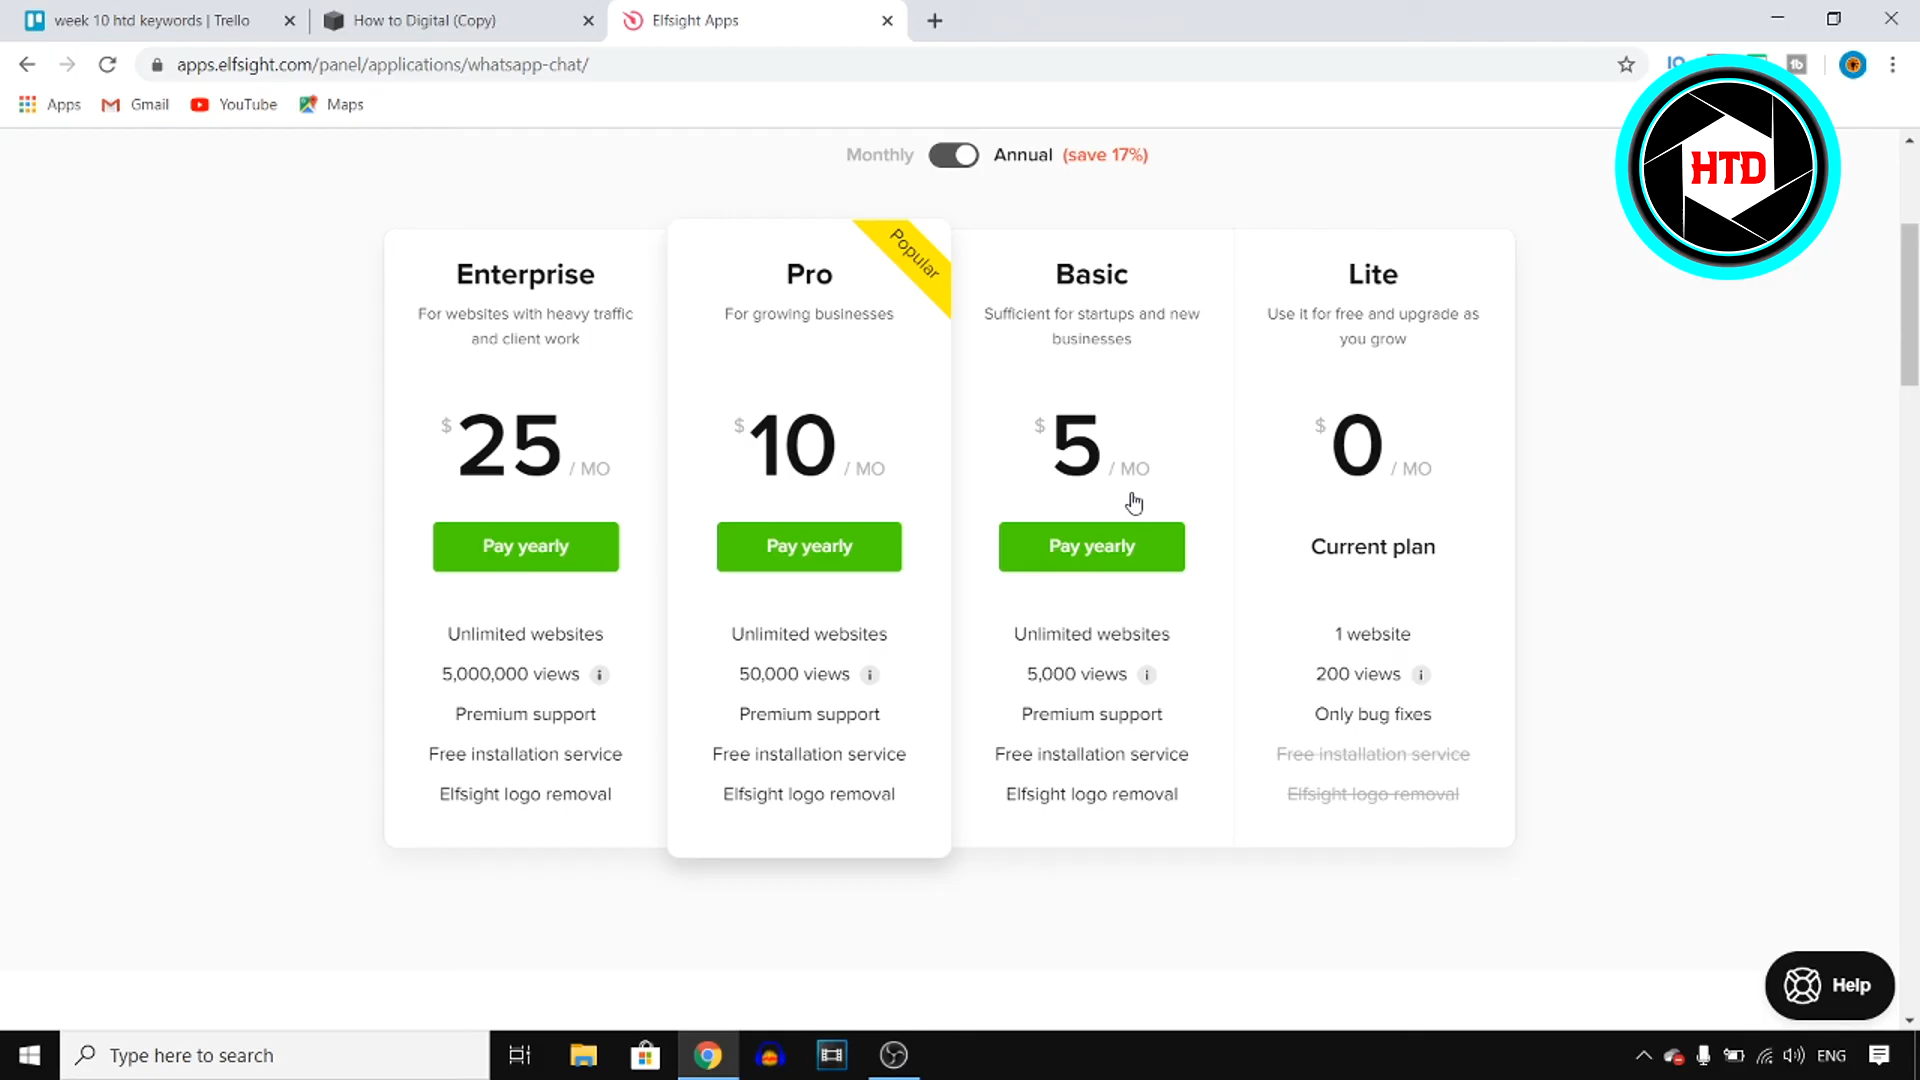 week 10 htd keywords | Trello
How to Digital (Copy)
Elfsight Apps
apps.elfsight.com/panel/applications/whatsapp-chat/
Apps
Gmail
YouTube
Maps
HTD
Monthly
Annual (save 17%)
Enterprise
For websites with heavy traffic
and client work
$25 / MO
Pay yearly
Unlimited websites
5,000,000 views
Premium support
Free installation service
Elfsight logo removal
Popular
Pro
For growing businesses
$10 / MO
Pay yearly
Unlimited websites
50,000 views
Premium support
Free installation service
Elfsight logo removal
Basic
Sufficient for startups and new
businesses
$5 / MO
Pay yearly
Unlimited websites
5,000 views
Premium support
Free installation service
Elfsight logo removal
Lite
Use it for free and upgrade as
you grow
$0 / MO
Current plan
1 website
200 views
Only bug fixes
Free installation service
Elfsight logo removal
Help
Type here to search
ENG